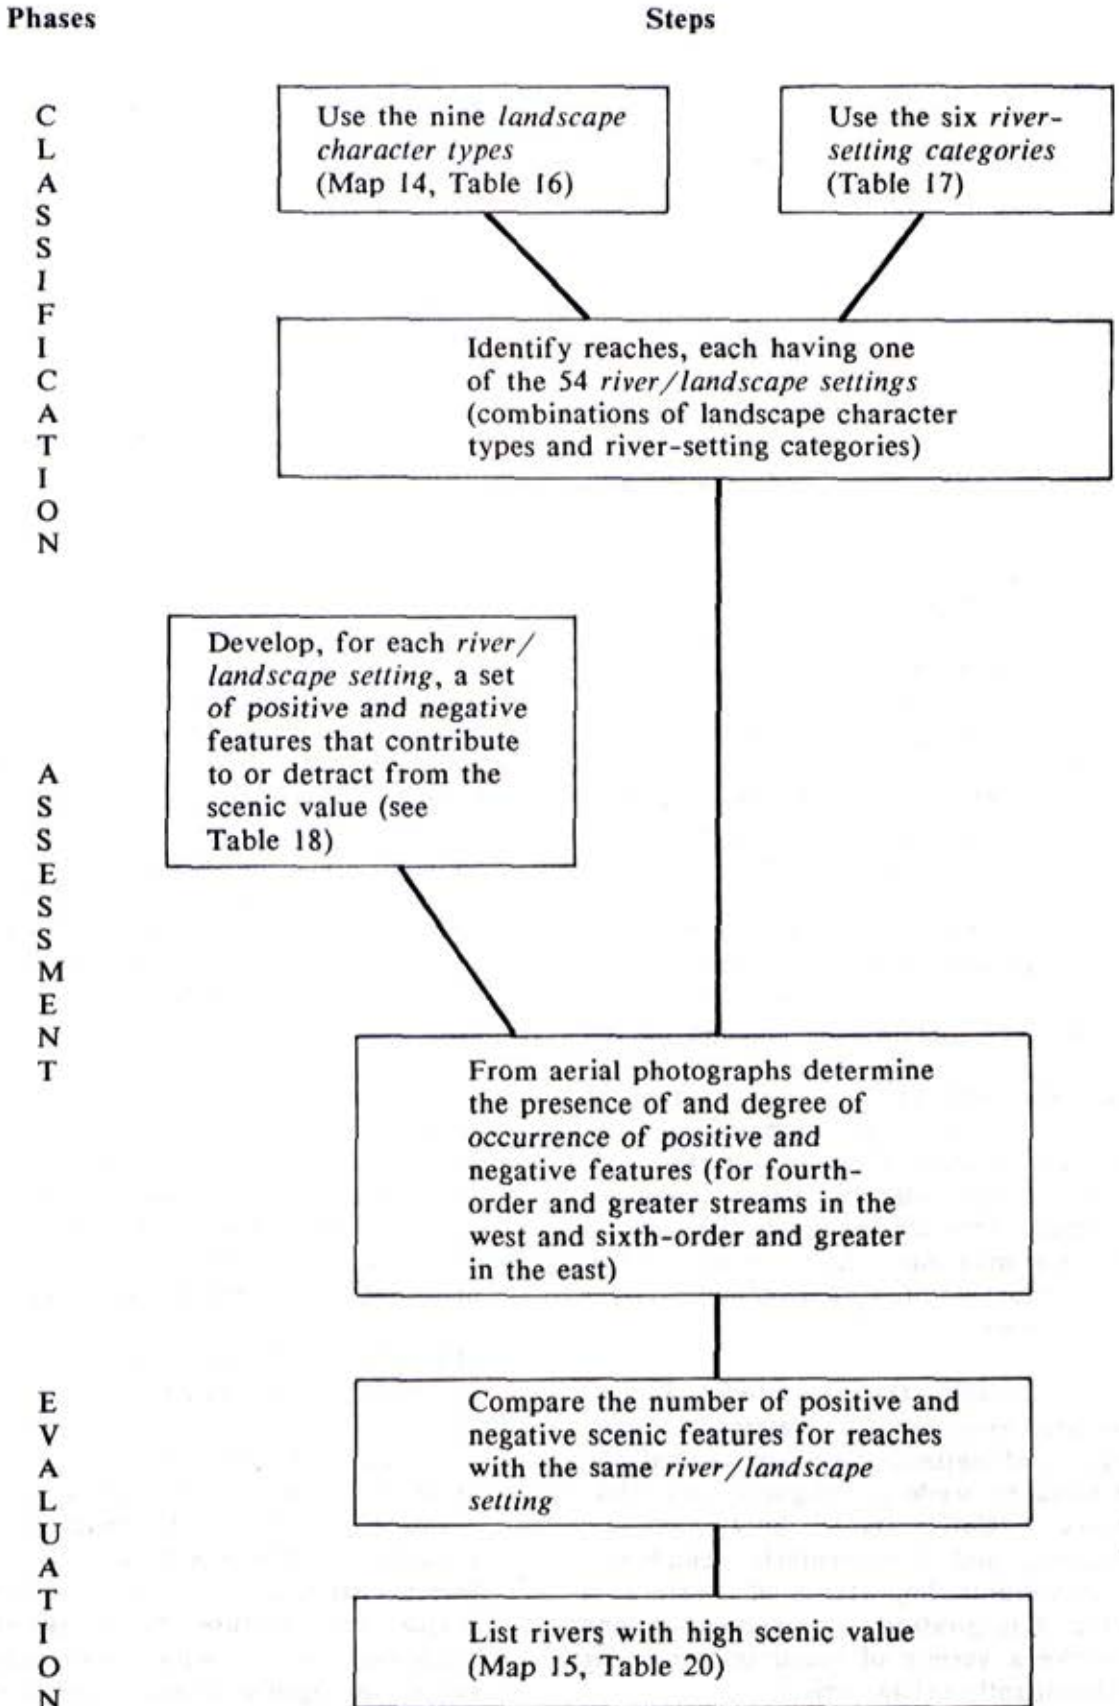 Phases
Steps
CLASSIFICATION
Use the nine landscape
character types
(Map 14, Table 16)
Use the six river-
setting categories
(Table 17)
Identify reaches, each having one
of the 54 river/landscape settings
(combinations of landscape character
types and river-setting categories)
ASSESSMENT
Develop, for each river/
landscape setting, a set
of positive and negative
features that contribute
to or detract from the
scenic value (see
Table 18)
From aerial photographs determine
the presence of and degree of
occurrence of positive and
negative features (for fourth-
order and greater streams in the
west and sixth-order and greater
in the east)
EVALUATION
Compare the number of positive and
negative scenic features for reaches
with the same river/landscape
setting
List rivers with high scenic value
(Map 15, Table 20)